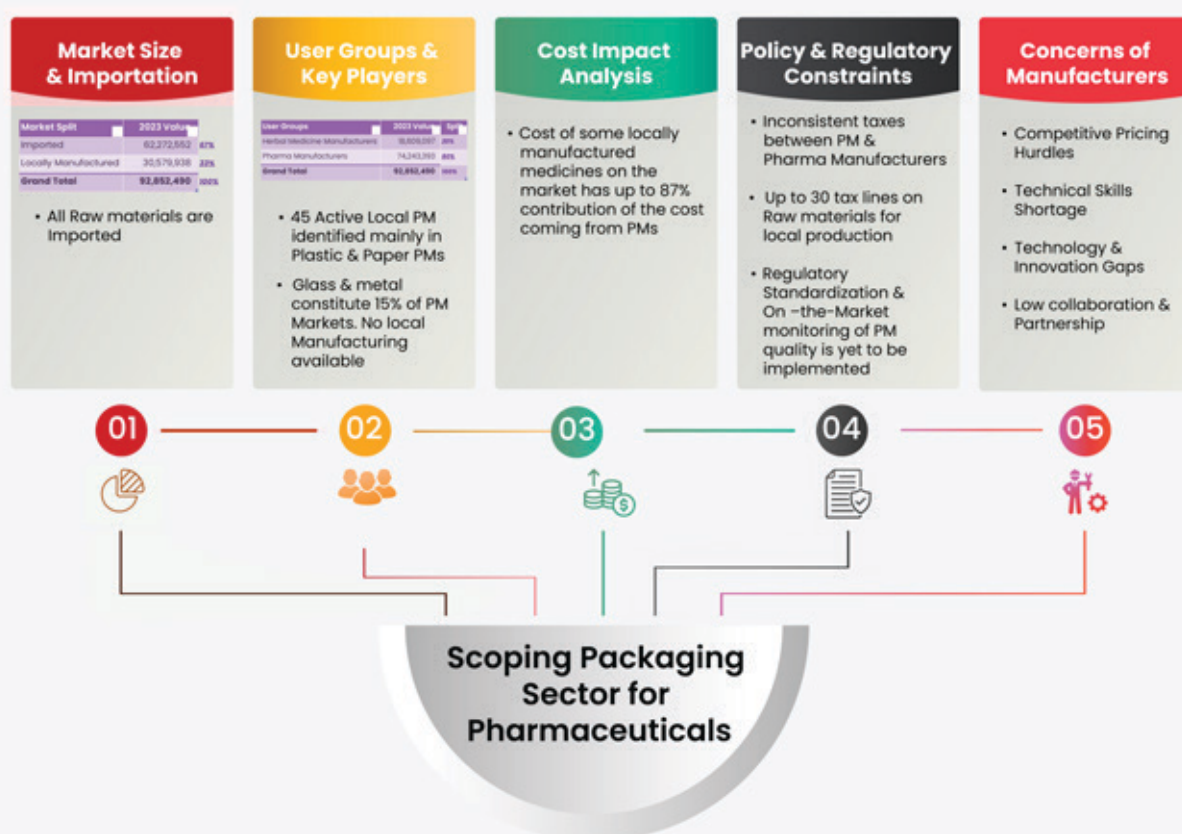 Market Size
& Importation
Market Split 2023 Value
Imported 62,272,552 67%
Locally Manufactured 30,579,938 33%
Grand Total 92,852,490 100%
• All Raw materials are
Imported
User Groups &
Key Players
User Groups 2023 Value Split
Herbal Medicine Manufacturers
Pharma Manufacturers
Grand Total 92,852,490 100%
• 45 Active Local PM
identified mainly in
Plastic & Paper PMs
• Glass & metal
constitute 15% of PM
Markets. No local
Manufacturing
available
Cost Impact
Analysis
• Cost of some locally
manufactured
medicines on the
market has up to 87%
contribution of the cost
coming from PMs
Policy & Regulatory
Constraints
• Inconsistent taxes
between PM &
Pharma Manufacturers
• Up to 30 tax lines on
Raw materials for
local production
• Regulatory
Standardization &
On –the-Market
monitoring of PM
quality is yet to be
implemented
Concerns of
Manufacturers
• Competitive Pricing
Hurdles
• Technical Skills
Shortage
• Technology &
Innovation Gaps
• Low collaboration &
Partnership
01
02
03
04
05
Scoping Packaging
Sector for
Pharmaceuticals